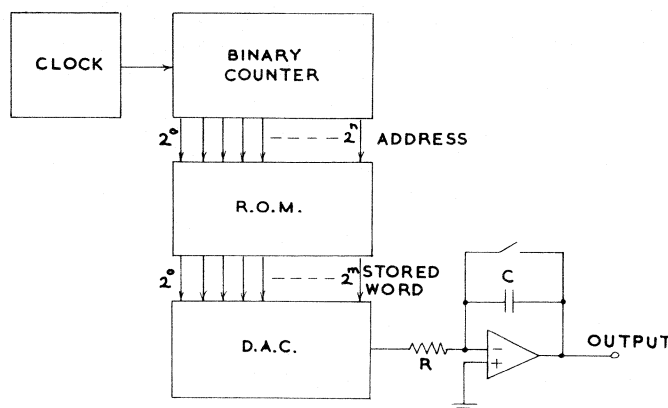 CLOCK
BINARY
COUNTER
2⁰ 2ⁿ ADDRESS
R.O.M.
2⁰ 2ᵐ STORED
WORD
C
D.A.C.
R
−
+
OUTPUT